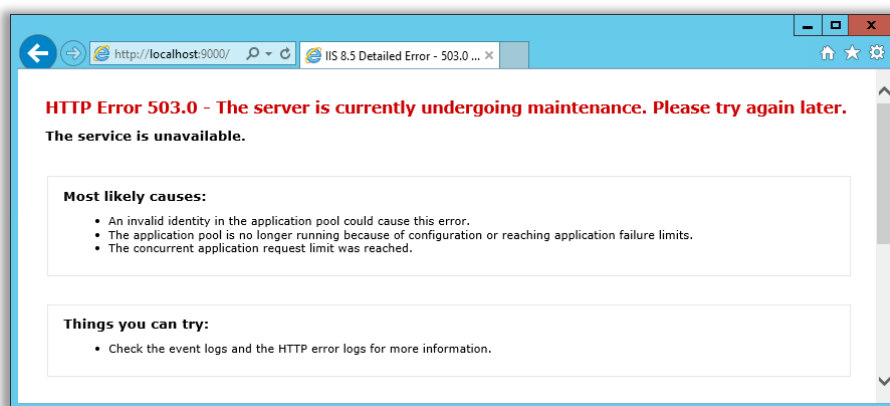 http://localhost:9000/
IIS 8.5 Detailed Error - 503.0 ...
HTTP Error 503.0 - The server is currently undergoing maintenance. Please try again later.
The service is unavailable.
Most likely causes:
• An invalid identity in the application pool could cause this error.
• The application pool is no longer running because of configuration or reaching application failure limits.
• The concurrent application request limit was reached.
Things you can try:
• Check the event logs and the HTTP error logs for more information.